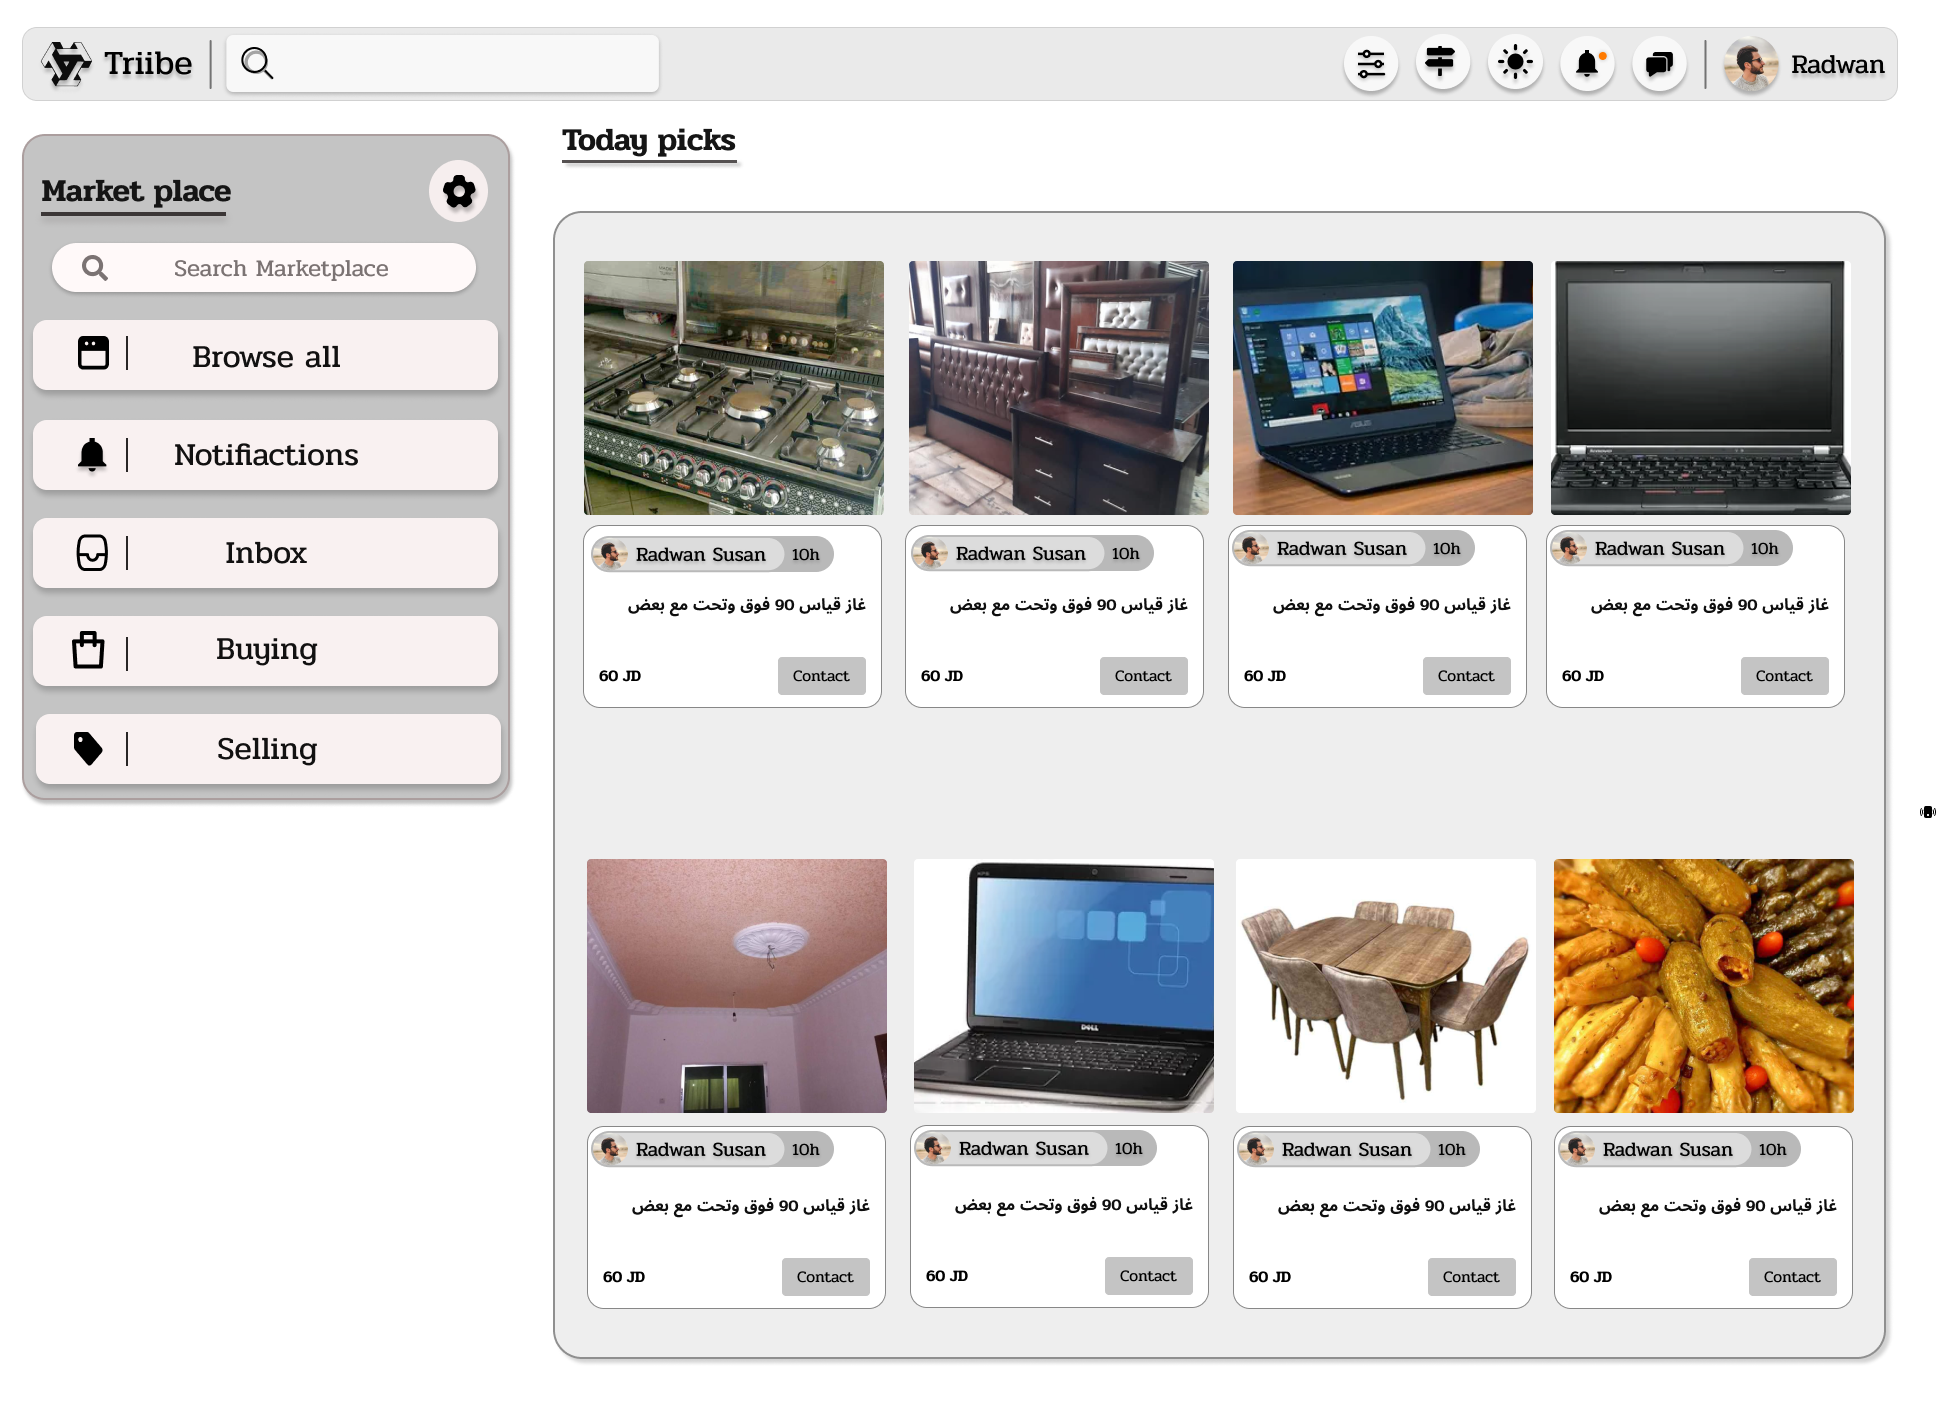 Triibe
Radwan
Today picks
Market place
Search Marketplace
Browse all
Notifiactions
Inbox
Buying
Selling
ASUS
lenovo
Radwan Susan 10h
غاز قياس 90 فوق وتحت مع بعض
60 JD Contact
Radwan Susan 10h
غاز قياس 90 فوق وتحت مع بعض
60 JD Contact
Radwan Susan 10h
غاز قياس 90 فوق وتحت مع بعض
60 JD Contact
Radwan Susan 10h
غاز قياس 90 فوق وتحت مع بعض
60 JD Contact
DELL
Radwan Susan 10h
غاز قياس 90 فوق وتحت مع بعض
60 JD Contact
Radwan Susan 10h
غاز قياس 90 فوق وتحت مع بعض
60 JD Contact
Radwan Susan 10h
غاز قياس 90 فوق وتحت مع بعض
60 JD Contact
Radwan Susan 10h
غاز قياس 90 فوق وتحت مع بعض
60 JD Contact